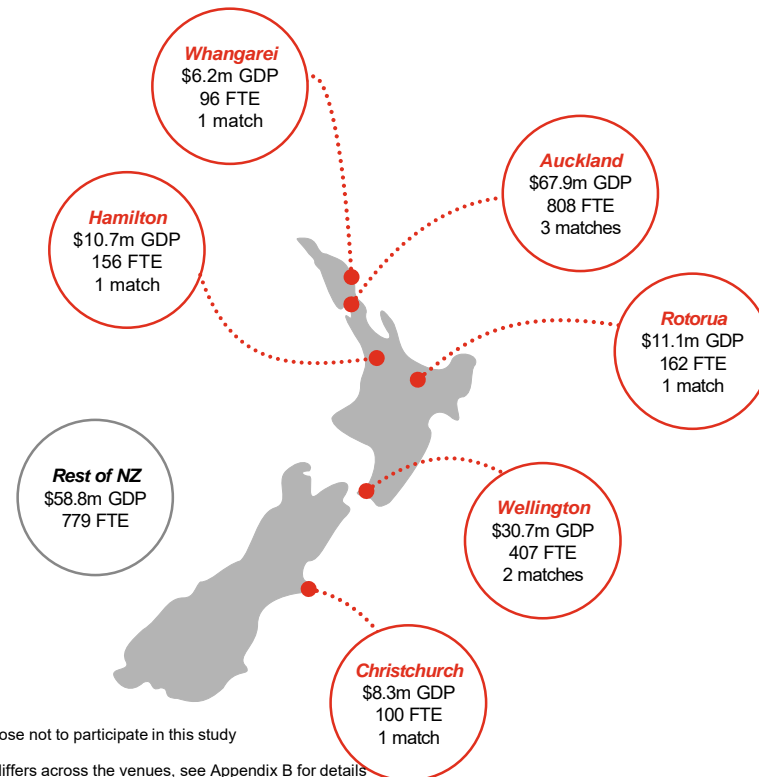 Whangarei
$6.2m GDP
96 FTE
1 match
Auckland
$67.9m GDP
808 FTE
3 matches
Hamilton
$10.7m GDP
156 FTE
1 match
Rotorua
$11.1m GDP
162 FTE
1 match
Rest of NZ
$58.8m GDP
779 FTE
Wellington
$30.7m GDP
407 FTE
2 matches
Christchurch
$8.3m GDP
100 FTE
1 match
not to participate in this study
across the venues, see Appendix B for details